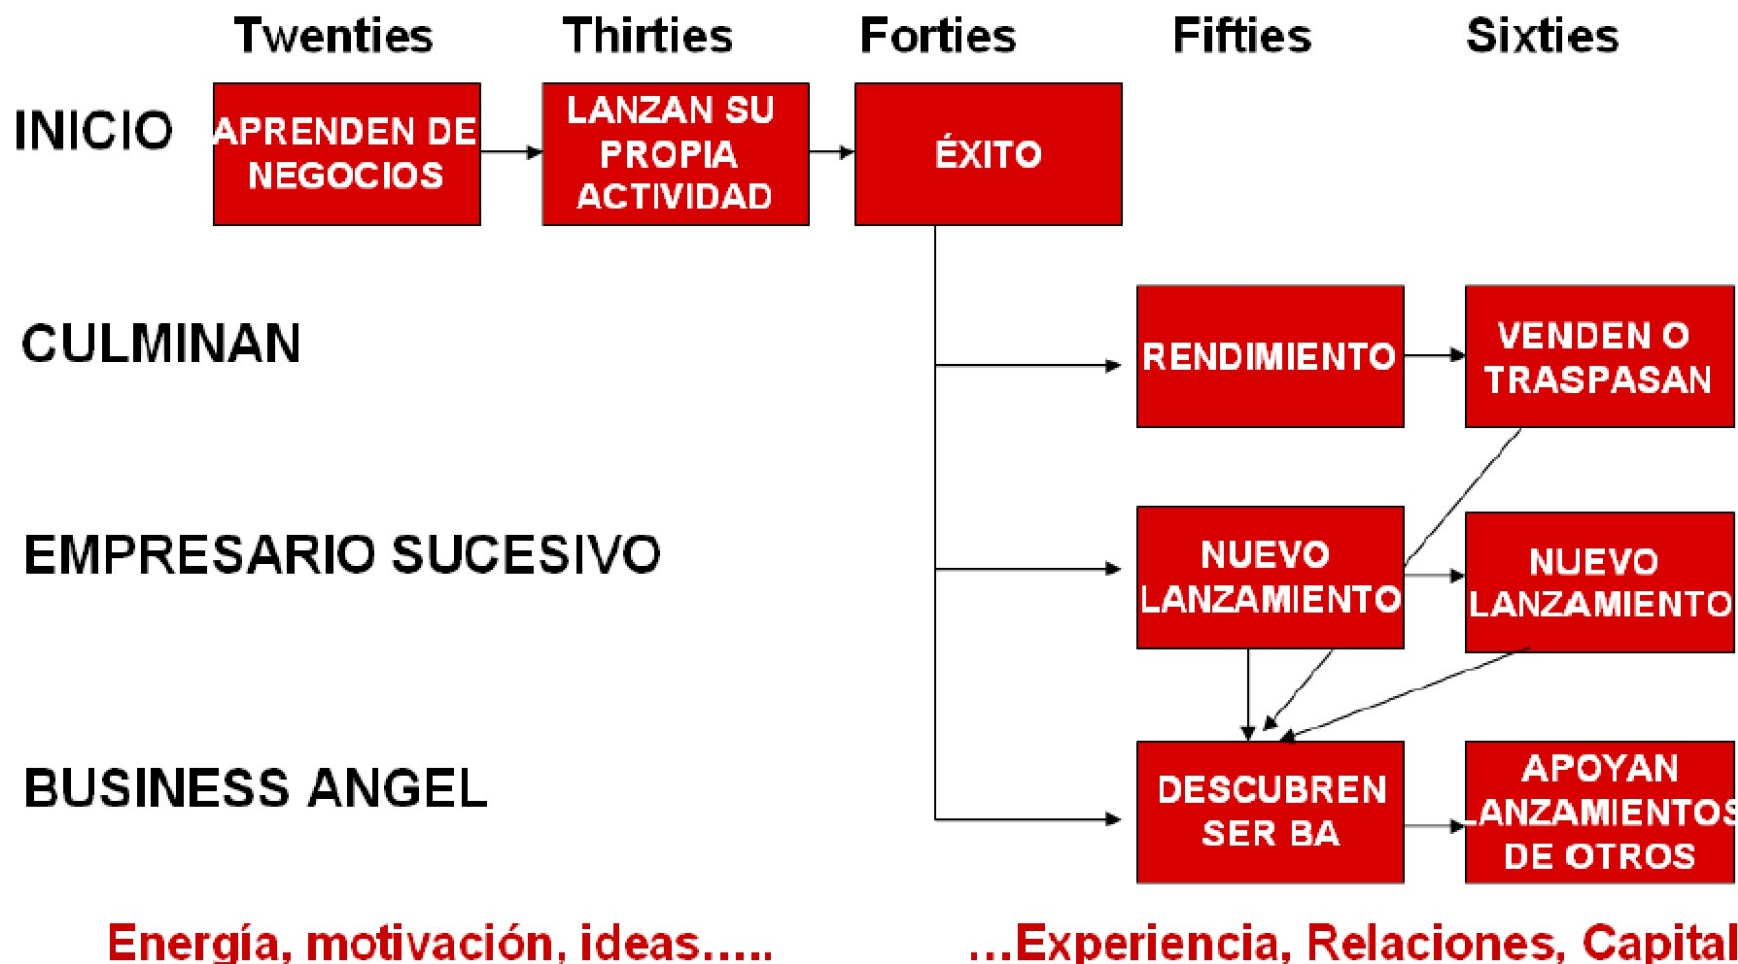 Twenties Thirties Forties Fifties Sixties
INICIO
APRENDEN DE
NEGOCIOS
LANZAN SU
PROPIA
ACTIVIDAD
ÉXITO
CULMINAN
RENDIMIENTO
VENDEN O
TRASPASAN
EMPRESARIO SUCESIVO
NUEVO
LANZAMIENTO
NUEVO
LANZAMIENTO
BUSINESS ANGEL
DESCUBREN
SER BA
APOYAN
LANZAMIENTOS
DE OTROS
Energía, motivación, ideas.....
...Experiencia, Relaciones, Capital